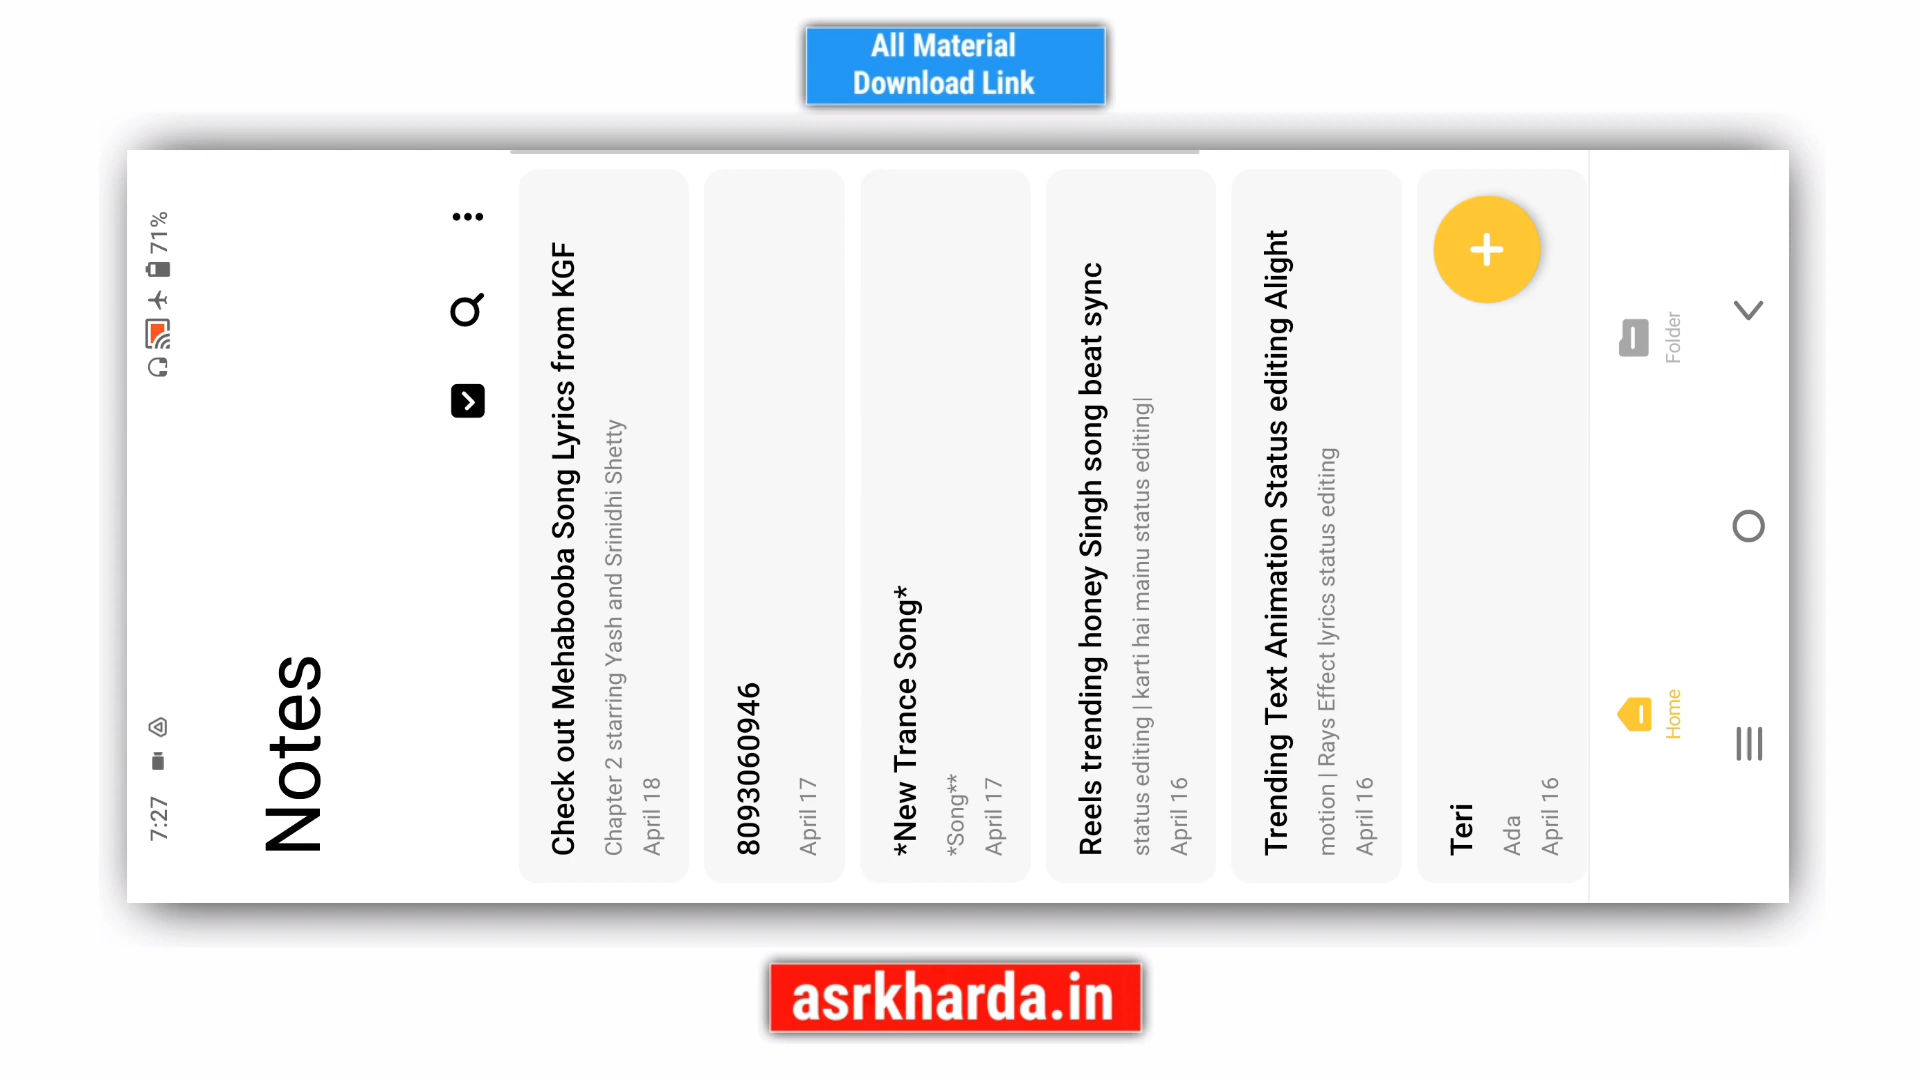 All Material
Download Link
7:27
71%
Notes
Check out Mehabooba Song Lyrics from KGF
Chapter 2 starring Yash and Srinidhi Shetty
April 18
8093060946
April 17
*New Trance Song*
*Song**
April 17
Reels trending honey Singh song beat sync
status editing | karti hai mainu status editing|
April 16
Trending Text Animation Status editing Alight
motion | Rays Effect lyrics status editing
April 16
Teri
Ada
April 16
Home
Folder
asrkharda.in